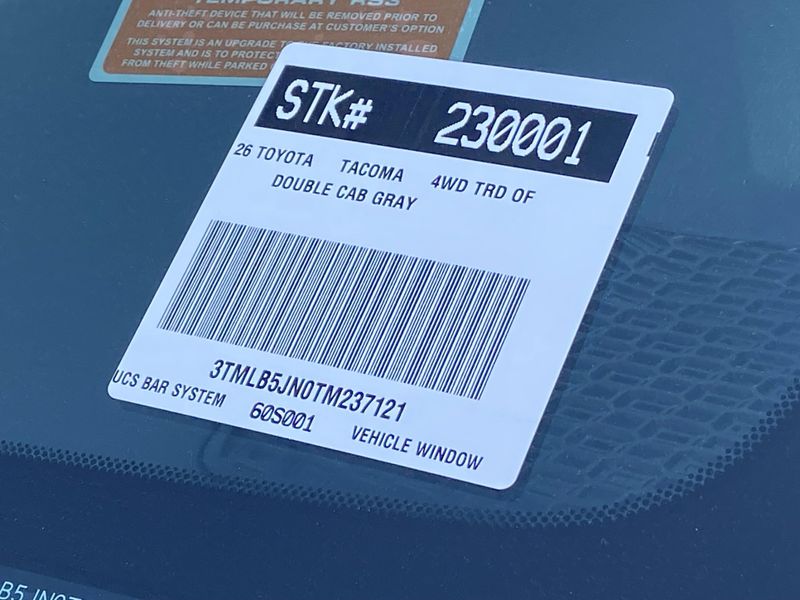 TEMPORARY RSS
ANTI-THEFT DEVICE THAT WILL BE REMOVED PRIOR TO
DELIVERY OR CAN BE PURCHASE AT CUSTOMER'S OPTION
THIS SYSTEM IS AN UPGRADE FACTORY INSTALLED
SYSTEM AND IS TO PROTECT
FROM THEFT WHILE PARKED
STK# 230001
26 TOYOTA TACOMA 4WD TRD OF
DOUBLE CAB GRAY
3TMLB5JN0TM237121
UCS BAR SYSTEM 60S001 VEHICLE WINDOW